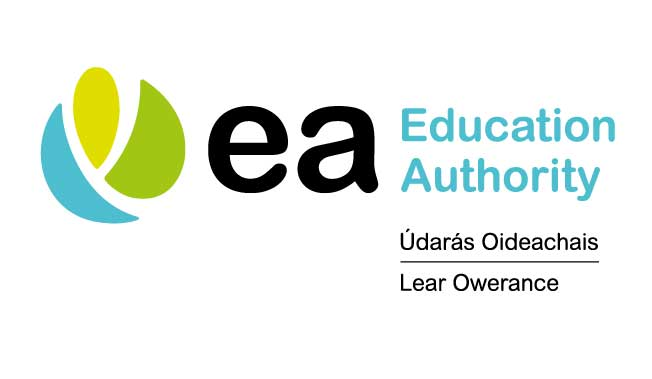 ea
Education
Authority
Údarás Oideachais
Lear Owerance